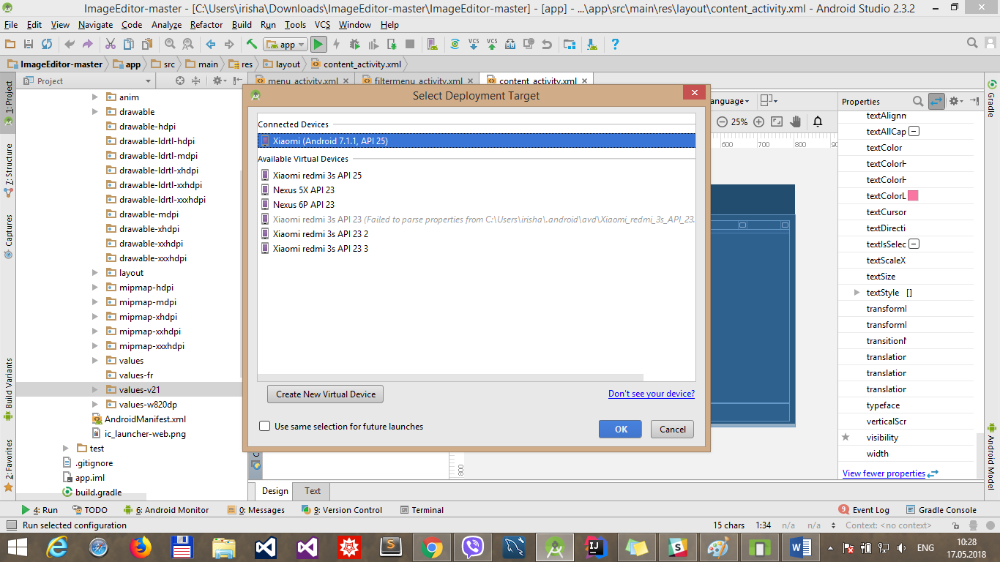 ImageEditor-master - [C:\Users\irisha\Downloads\ImageEditor-master\ImageEditor-master] - [app] - ...\app\src\main\res\layout\content_activity.xml - Android Studio 2.3.2
File Edit View Navigate Code Analyze Refactor Build Run Tools VCS Window Help
app
VCS VCS
ImageEditor-master app src main res layout content_activity.xml
Project
menu_activity.xml filtermenu_activity.xml content_activity.xml
1: Project
7: Structure
Captures
Build Variants
2: Favorites
anim
drawable
drawable-hdpi
drawable-ldrtl-hdpi
drawable-ldrtl-mdpi
drawable-ldrtl-xhdpi
drawable-ldrtl-xxhdpi
drawable-ldrtl-xxxhdpi
drawable-mdpi
drawable-xhdpi
drawable-xxhdpi
drawable-xxxhdpi
layout
mipmap-hdpi
mipmap-mdpi
mipmap-xhdpi
mipmap-xxhdpi
mipmap-xxxhdpi
values
values-fr
values-v21
values-w820dp
AndroidManifest.xml
ic_launcher-web.png
test
.gitignore
app.iml
build.gradle
Select Deployment Target
Connected Devices
Xiaomi (Android 7.1.1, API 25)
Available Virtual Devices
Xiaomi redmi 3s API 25
Nexus 5X API 23
Nexus 6P API 23
Xiaomi redmi 3s API 23 (Failed to parse properties from C:\Users\irisha\.android\avd\Xiaomi_redmi_3s_API_23.
Xiaomi redmi 3s API 23 2
Xiaomi redmi 3s API 23 3
Create New Virtual Device
Don't see your device?
Use same selection for future launches
OK Cancel
anguage
25%
600 700 800 90
800
Design Text
Properties
textAlignn
textAllCap
textColor
textColorH
textColorH
textColorL
textCursor
textDirecti
textIsSelec
textScaleX
textSize
textStyle []
transforml
transforml
transitionN
translation
translation
translation
typeface
verticalScr
visibility
width
View fewer properties
Gradle
Android Model
4: Run TODO 6: Android Monitor 0: Messages 9: Version Control Terminal
9 Event Log Gradle Console
Run selected configuration
15 chars 1:34 n/a n/a Context: <no context>
ENG
10:28
17.05.2018